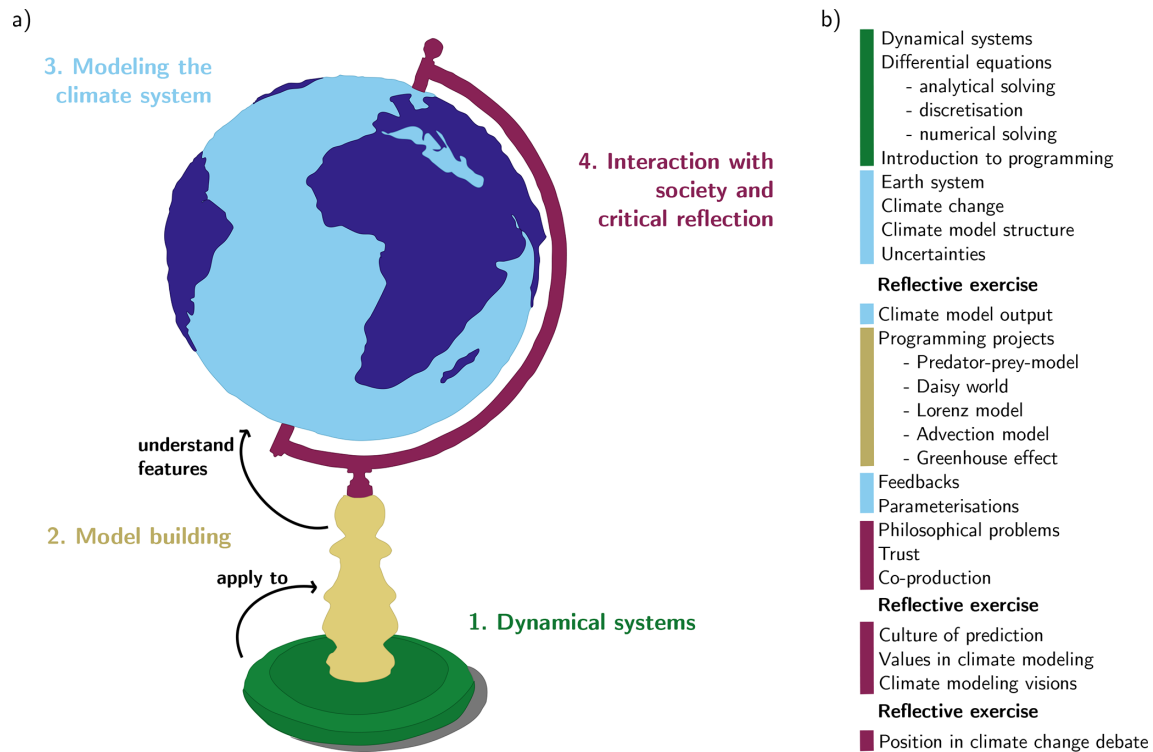 a)
3. Modeling the
climate system
4. Interaction with
society and
critical reflection
understand
features
2. Model building
apply to
1. Dynamical systems
b)
Dynamical systems
Differential equations
- analytical solving
- discretisation
- numerical solving
Introduction to programming
Earth system
Climate change
Climate model structure
Uncertainties
Reflective exercise
Climate model output
Programming projects
- Predator-prey-model
- Daisy world
- Lorenz model
- Advection model
- Greenhouse effect
Feedbacks
Parameterisations
Philosophical problems
Trust
Co-production
Reflective exercise
Culture of prediction
Values in climate modeling
Climate modeling visions
Reflective exercise
Position in climate change debate